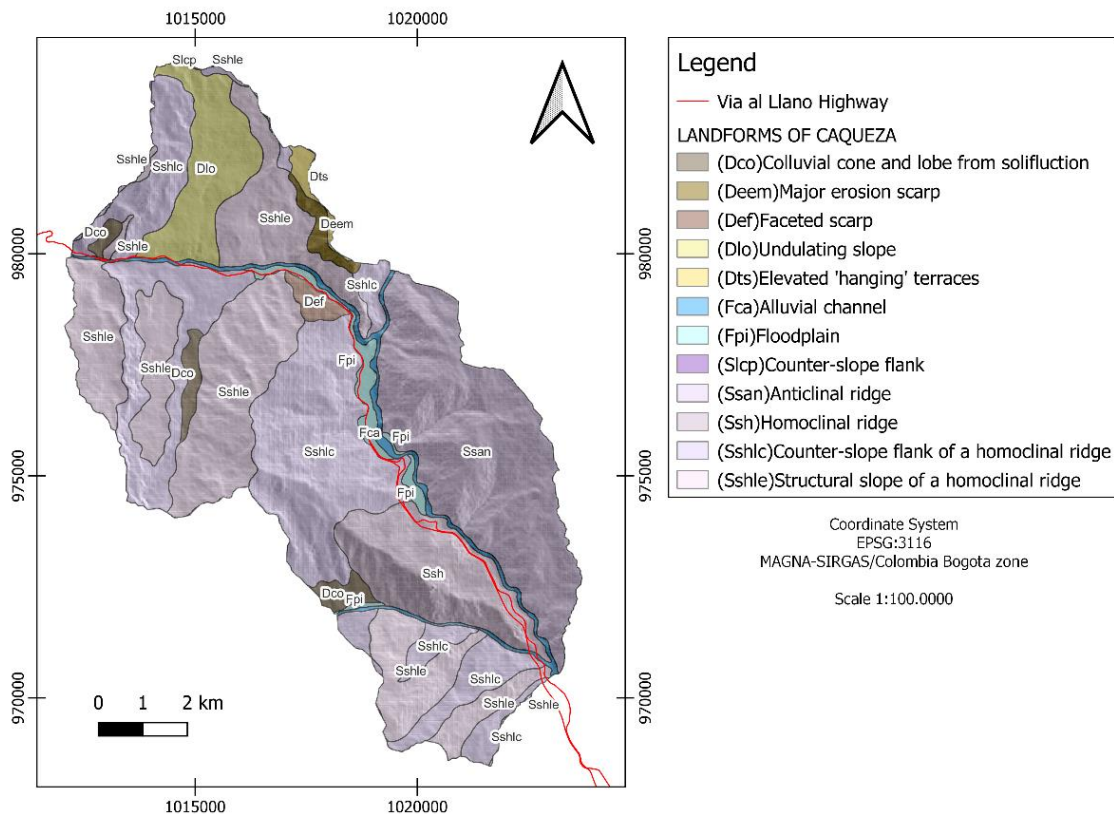 1015000
1020000
Slcp
Sshle
Sshle
Sshlc
Dlo
Dts
Sshle
Deem
Dco
Sshle
980000
980000
Sshlc
Def
Sshle
Fpi
Sshle
Dco
Sshle
Fca
Fpi
Sshlc
Ssan
975000
975000
Fpi
Ssh
Dco
Fpi
Sshlc
Sshle
Sshlc
Sshle
Sshle
970000
970000
Sshlc
0 1 2 km
1015000
1020000
Legend
Via al Llano Highway
LANDFORMS OF CAQUEZA
(Dco)Colluvial cone and lobe from solifluction
(Deem)Major erosion scarp
(Def)Faceted scarp
(Dlo)Undulating slope
(Dts)Elevated 'hanging' terraces
(Fca)Alluvial channel
(Fpi)Floodplain
(Slcp)Counter-slope flank
(Ssan)Anticlinal ridge
(Ssh)Homoclinal ridge
(Sshlc)Counter-slope flank of a homoclinal ridge
(Sshle)Structural slope of a homoclinal ridge
Coordinate System
EPSG:3116
MAGNA-SIRGAS/Colombia Bogota zone
Scale 1:100.0000